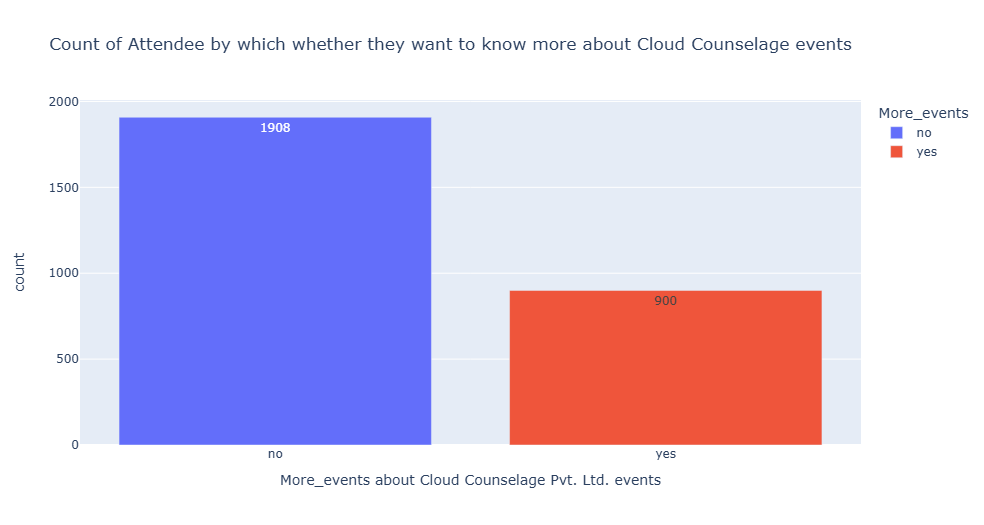 Count of Attendee by which whether they want to know more about Cloud Counselage events
2000
1500
1000
500
0
count
1908
900
no
yes
More_events about Cloud Counselage Pvt. Ltd. events
More_events
no
yes